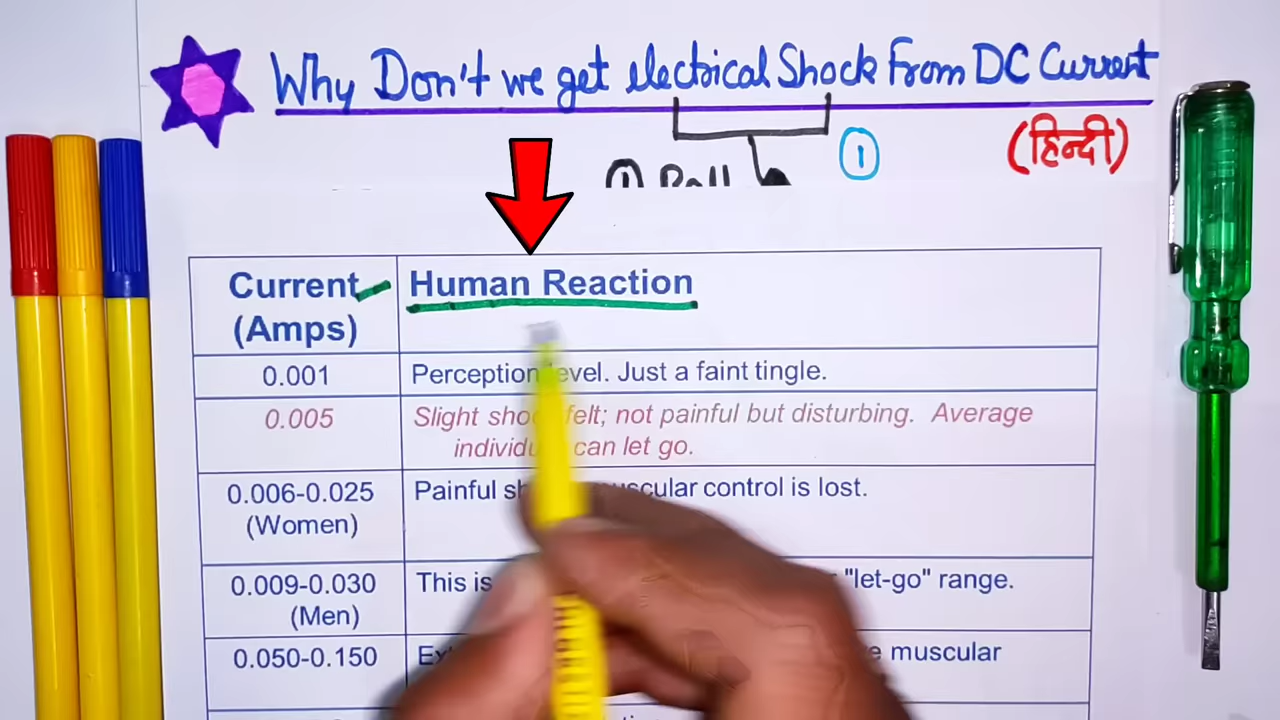 Why Don't we get electrical Shock From DC Current
(हिन्दी)
①
Current
(Amps)
Human Reaction
0.001
Perception level. Just a faint tingle.
0.005
Slight shock felt; not painful but disturbing. Average
individual can let go.
0.006-0.025
(Women)
Painful muscular control is lost.
0.009-0.030
(Men)
This is "let-go" range.
0.050-0.150
muscular